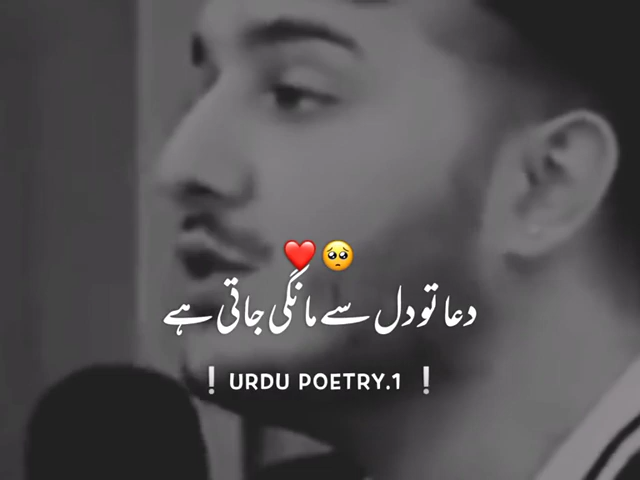 ❤️🥺
دعا تو دل سے مانگی جاتی ہے
❕URDU POETRY.1❕